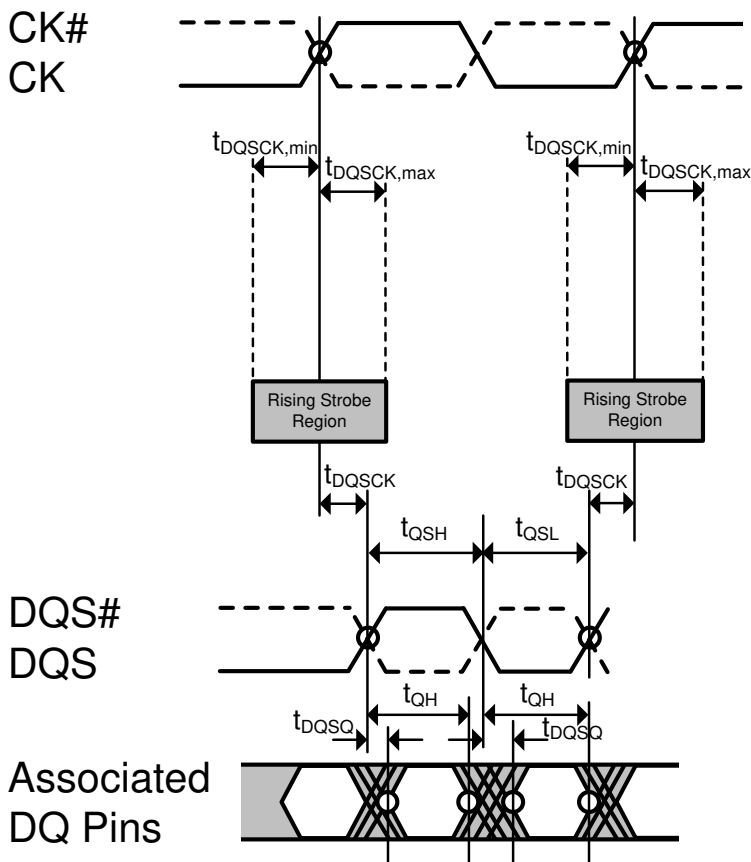 CK#
CK
tDQSCK,min
tDQSCK,max
tDQSCK,min
tDQSCK,max
Rising Strobe
Region
Rising Strobe
Region
tDQSCK
tDQSCK
tQSH
tQSL
DQS#
DQS
tQH
tQH
tDQSQ
tDQSQ
Associated
DQ Pins